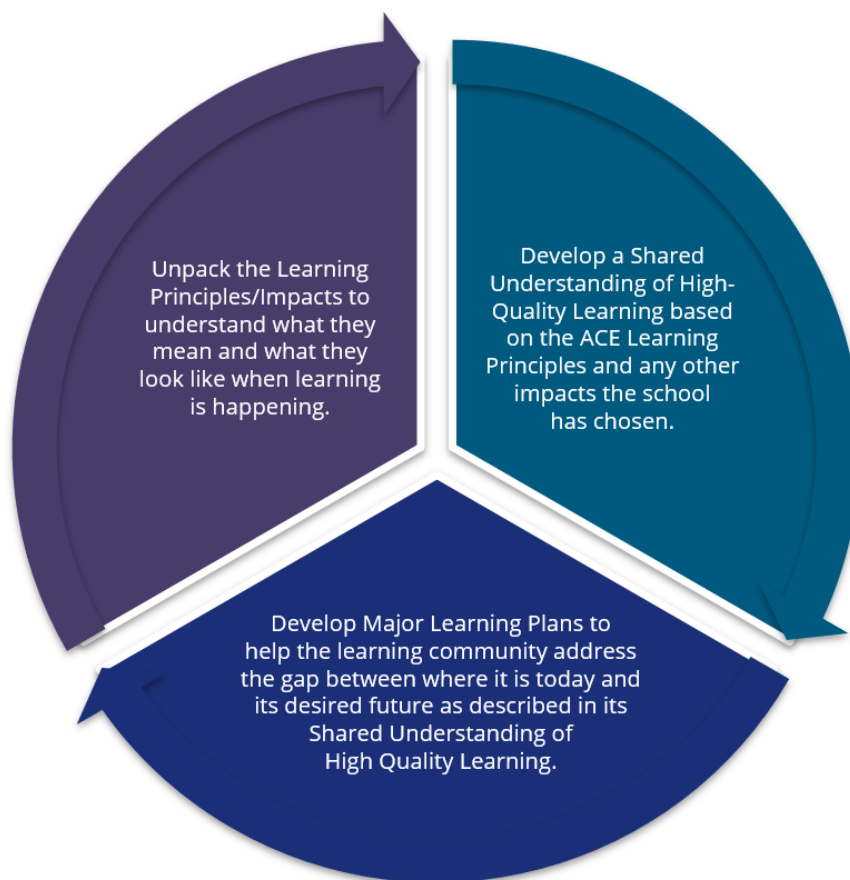 Unpack the Learning
Principles/Impacts to
understand what they
mean and what they
look like when learning
is happening.
Develop a Shared
Understanding of High-
Quality Learning based
on the ACE Learning
Principles and any other
impacts the school
has chosen.
Develop Major Learning Plans to
help the learning community address
the gap between where it is today and
its desired future as described in its
Shared Understanding of
High Quality Learning.